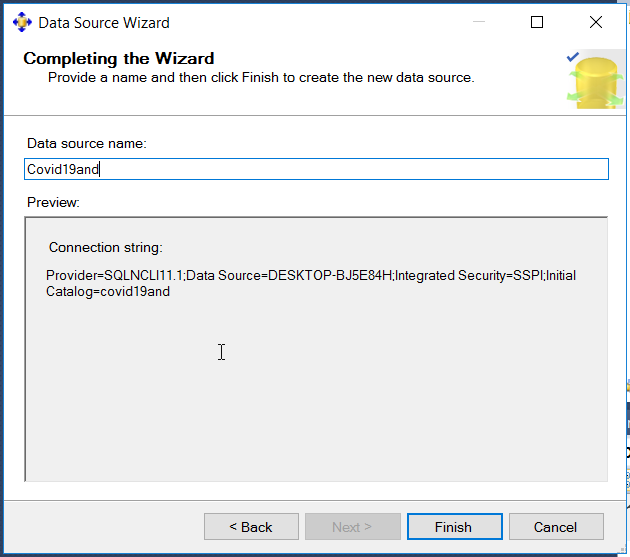 Data Source Wizard
Completing the Wizard
Provide a name and then click Finish to create the new data source.
Data source name:
Covid19and
Preview:
Connection string:
Provider=SQLNCLI11.1;Data Source=DESKTOP-BJ5E84H;Integrated Security=SSPI;Initial
Catalog=covid19and
< Back
Next >
Finish
Cancel